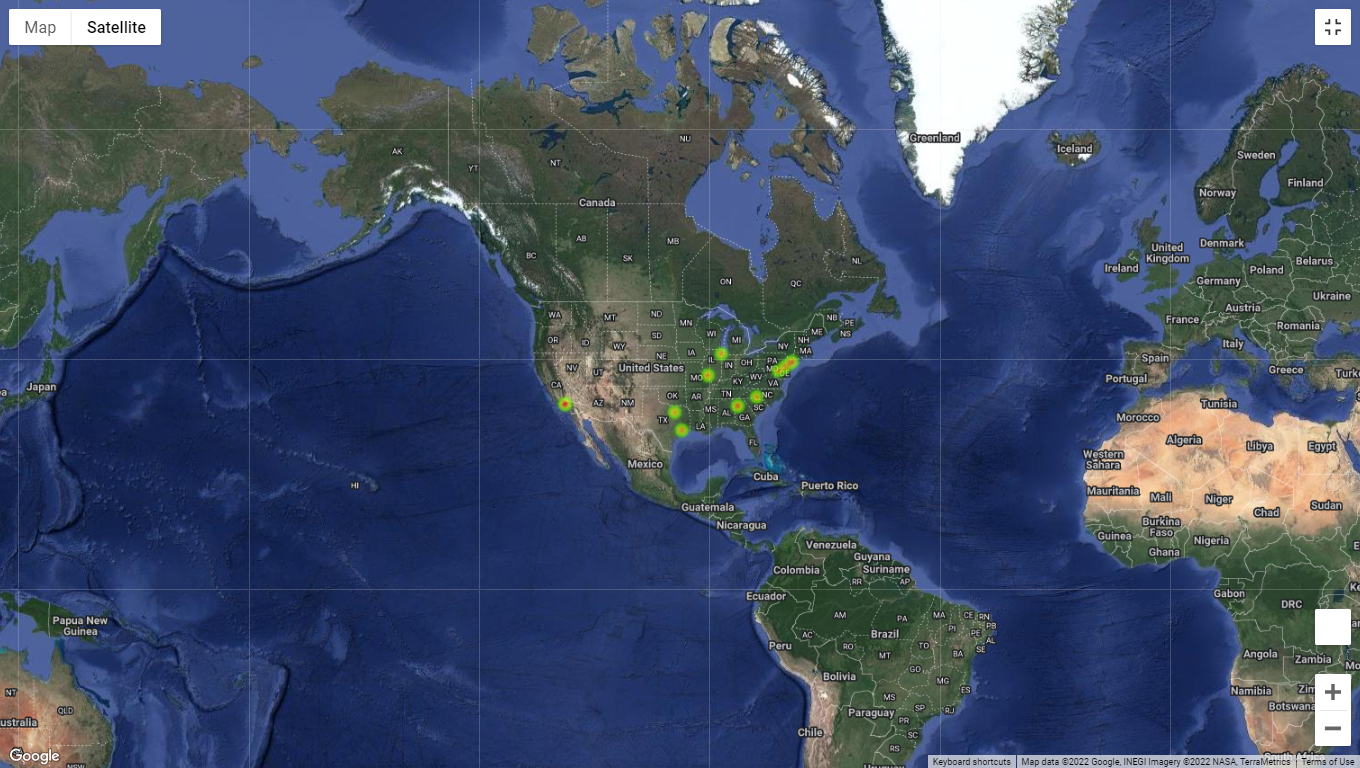 Map Satellite
Greenland
Iceland
NU
AK
NT
YT
Sweden
Finland
Norway
Canada
AB
MB
Denmark
United
Kingdom
BC
SK
NL
Ireland
Belarus
Poland
ON
QC
Germany
Ukraine
Austria
WA
MT
ND
MN
NB
PE
France
Romania
SD
WI
ME
NS
OR
ID
WY
MI
NY
NH
MA
Italy
NE
IA
IL
OH
PA
Spain
Greece
NV
UT
United States
IN
MD
DE
Portugal
Japan
CA
MO
KY
WV
VA
AZ
NM
OK
AR
TN
NC
SC
Tunisia
TX
LA
MS
AL
GA
Morocco
FL
Algeria
Libya
Egypt
Western
Sahara
Mexico
Cuba
HI
Puerto Rico
Mauritania
Mali
Niger
Chad
Sudan
Guatemala
Nicaragua
Burkina
Faso
Guinea
Ghana
Nigeria
Venezuela
Guyana
Suriname
Colombia
RR
AP
Ecuador
Gabon
DRC
Papua New
Guinea
AM
PA
MA
CE
RN
PB
PI
PE
AL
SE
AC
RO
Brazil
TO
BA
MT
Peru
Angola
Zambia
Bolivia
GO
MG
NT
QLD
MS
ES
Namibia
Botswana
SP
RJ
Paraguay
PR
Chile
SC
RS
Google
Keyboard shortcuts Map data ©2022 Google, INEGI Imagery ©2022 NASA, TerraMetrics Terms of Use